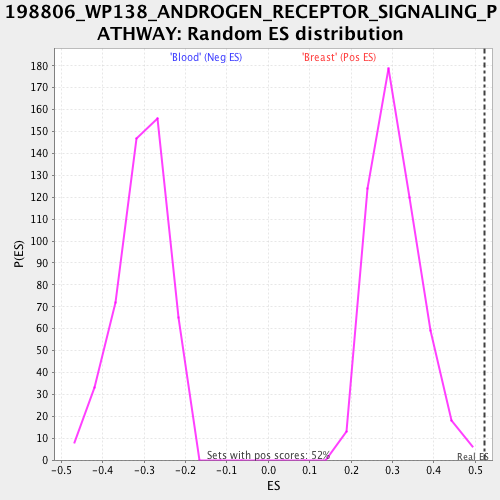 198806_WP138_ANDROGEN_RECEPTOR_SIGNALING_P
ATHWAY: Random ES distribution
'Blood' (Neg ES) 'Breast' (Pos ES)
180
170
160
150
140
130
120
110
100
90
80
70
60
50
40
30
20
10
0
P(ES)
Sets with pos scores: 52%
Real ES
-0.5 -0.4 -0.3 -0.2 -0.1 0.0 0.1 0.2 0.3 0.4 0.5
ES